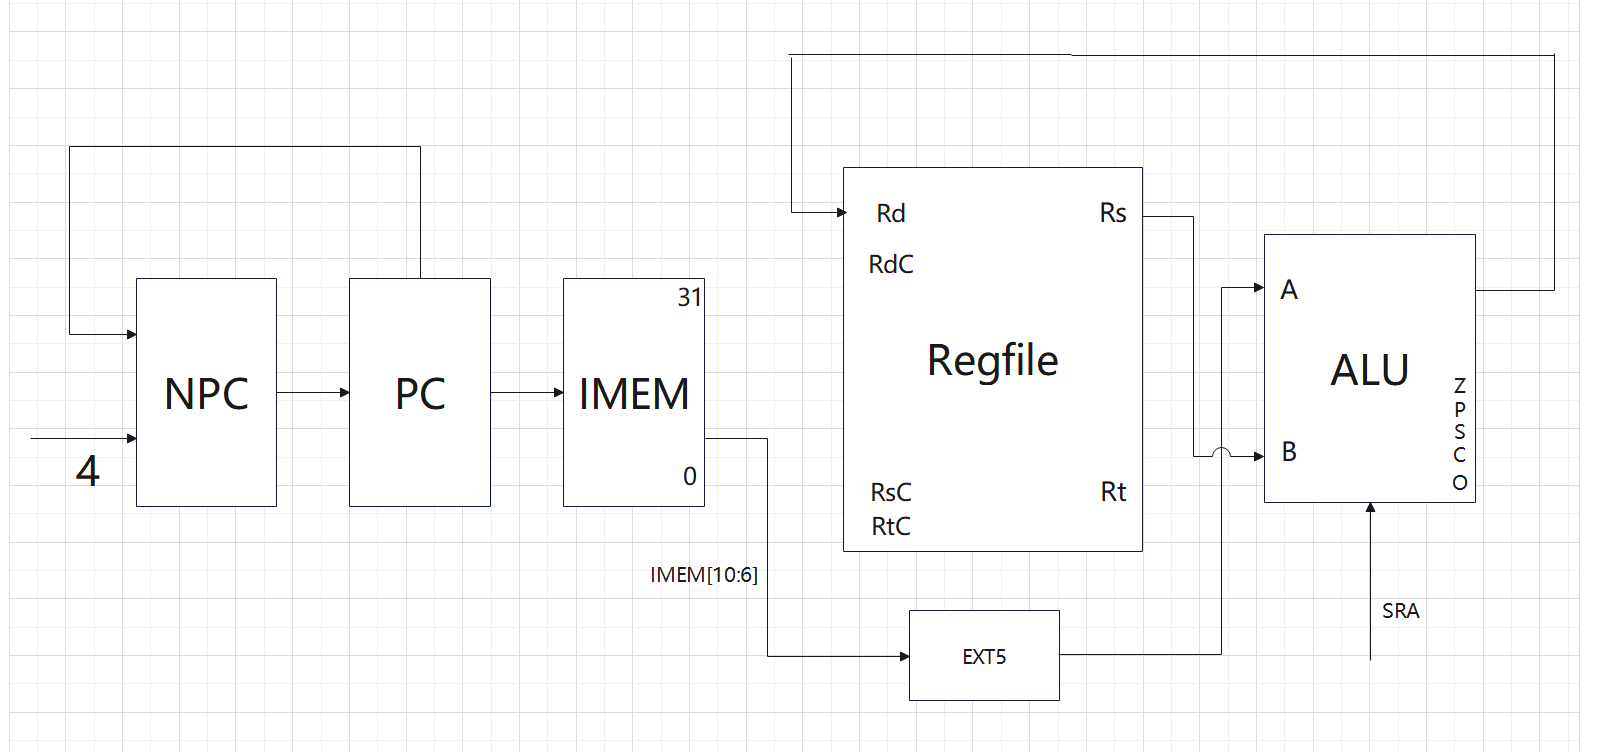 NPC
4
PC
IMEM
31
0
IMEM[10:6]
Rd
RdC
Regfile
RsC
RtC
Rs
Rt
EXT5
A
B
ALU
Z
P
S
C
O
SRA